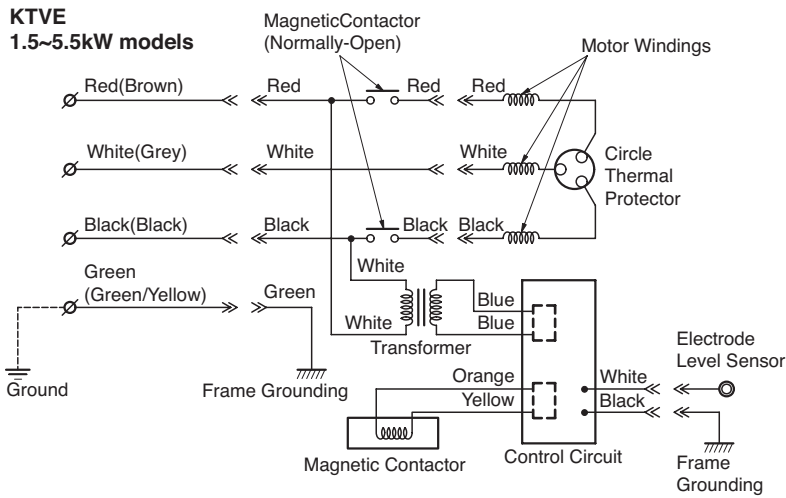 KTVE
1.5~5.5kW models
MagneticContactor
(Normally-Open)
Motor Windings
Red(Brown)
Red
Red
Red
White(Grey)
White
White
Circle
Thermal
Protector
Black(Black)
Black
Black
Black
Green
(Green/Yellow)
Green
White
White
Transformer
Blue
Blue
Ground
Frame Grounding
Electrode
Level Sensor
Orange
Yellow
White
Black
Magnetic Contactor
Control Circuit
Frame
Grounding